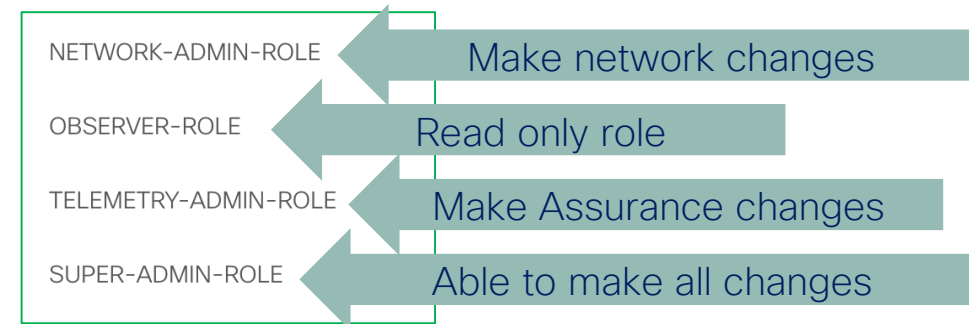 NETWORK-ADMIN-ROLE Make network changes
OBSERVER-ROLE Read only role
TELEMETRY-ADMIN-ROLE Make Assurance changes
SUPER-ADMIN-ROLE Able to make all changes